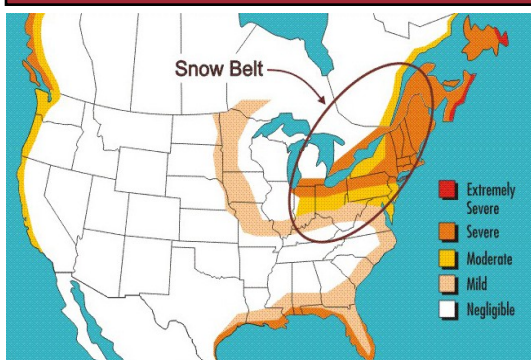 Snow Belt
Extremely
Severe
Severe
Moderate
Mild
Negligible